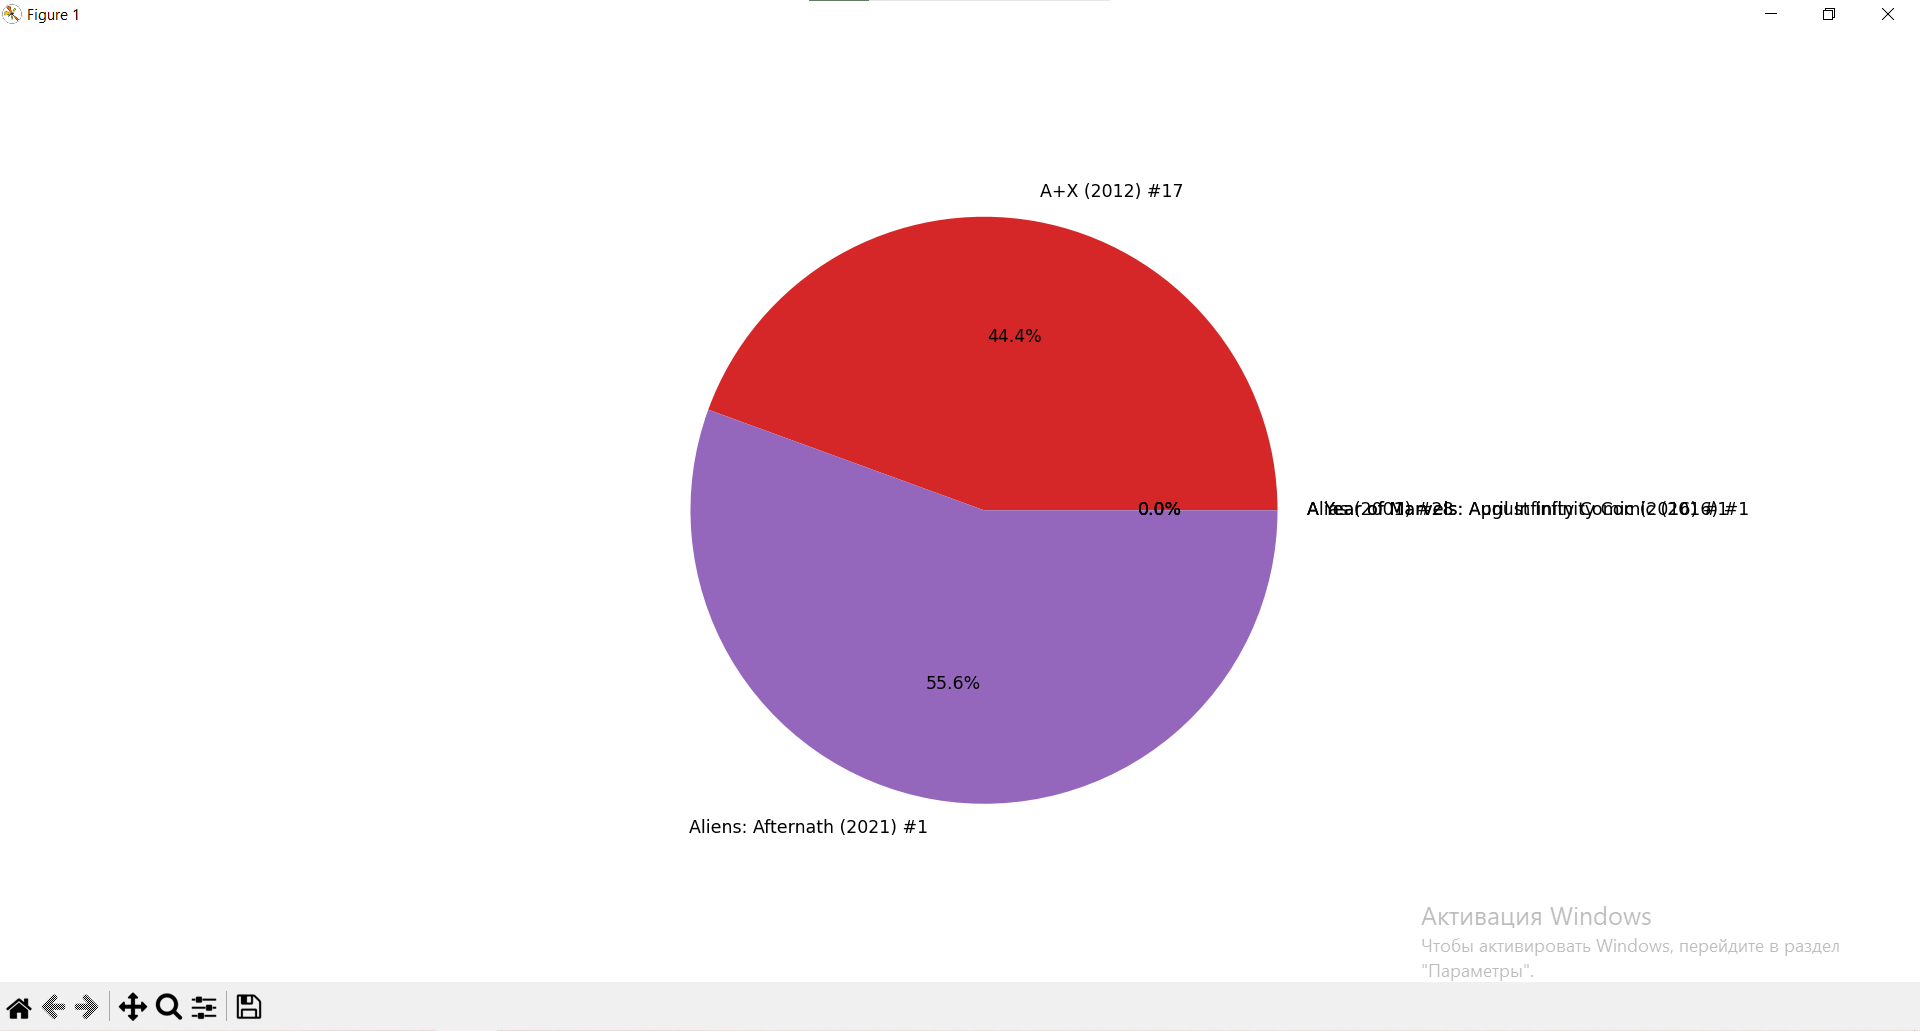 Figure 1
A+X (2012) #17
44.4%
0.0%
55.6%
Aliens: Afternath (2021) #1
Активация Windows
Чтобы активировать Windows, перейдите в раздел
"Параметры".